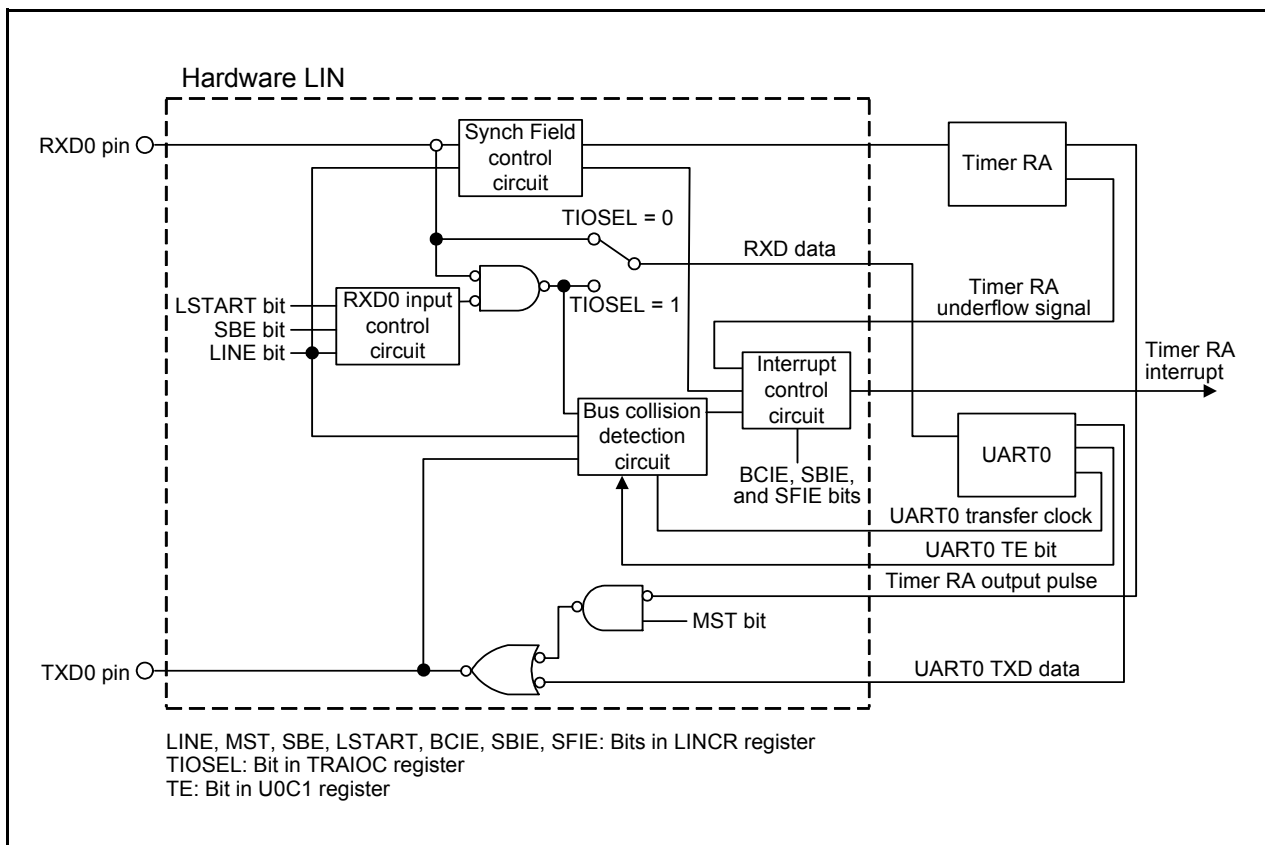 Hardware LIN
RXD0 pin
Synch Field
control
circuit
Timer RA
TIOSEL = 0
RXD data
TIOSEL = 1
Timer RA
underflow signal
LSTART bit
SBE bit
LINE bit
RXD0 input
control
circuit
Interrupt
control
circuit
Timer RA
interrupt
Bus collision
detection
circuit
UART0
BCIE, SBIE,
and SFIE bits
UART0 transfer clock
UART0 TE bit
Timer RA output pulse
MST bit
TXD0 pin
UART0 TXD data
LINE, MST, SBE, LSTART, BCIE, SBIE, SFIE: Bits in LINCR register
TIOSEL: Bit in TRAIOC register
TE: Bit in U0C1 register